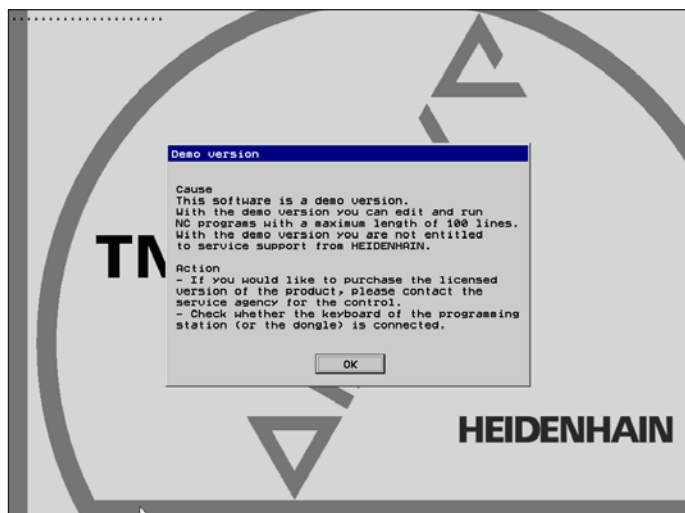 Demo version
Cause
This software is a demo version.
With the demo version you can edit and run
NC programs with a maximum length of 100 lines.
With the demo version you are not entitled
to service support from HEIDENHAIN.
Action
- If you would like to purchase the licensed
version of the product, please contact the
service agency for the control.
- Check whether the keyboard of the programming
station (or the dongle) is connected.
OK
HEIDENHAIN